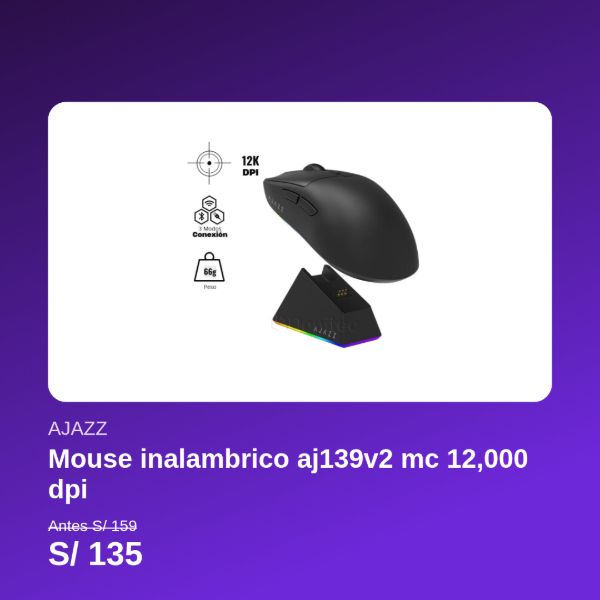 12K
DPI
3 Modos
Conexión
66g
Peso
AJAZZ
AJAZZ
AJAZZ
Mouse inalambrico aj139v2 mc 12,000
dpi
Antes S/ 159
S/ 135